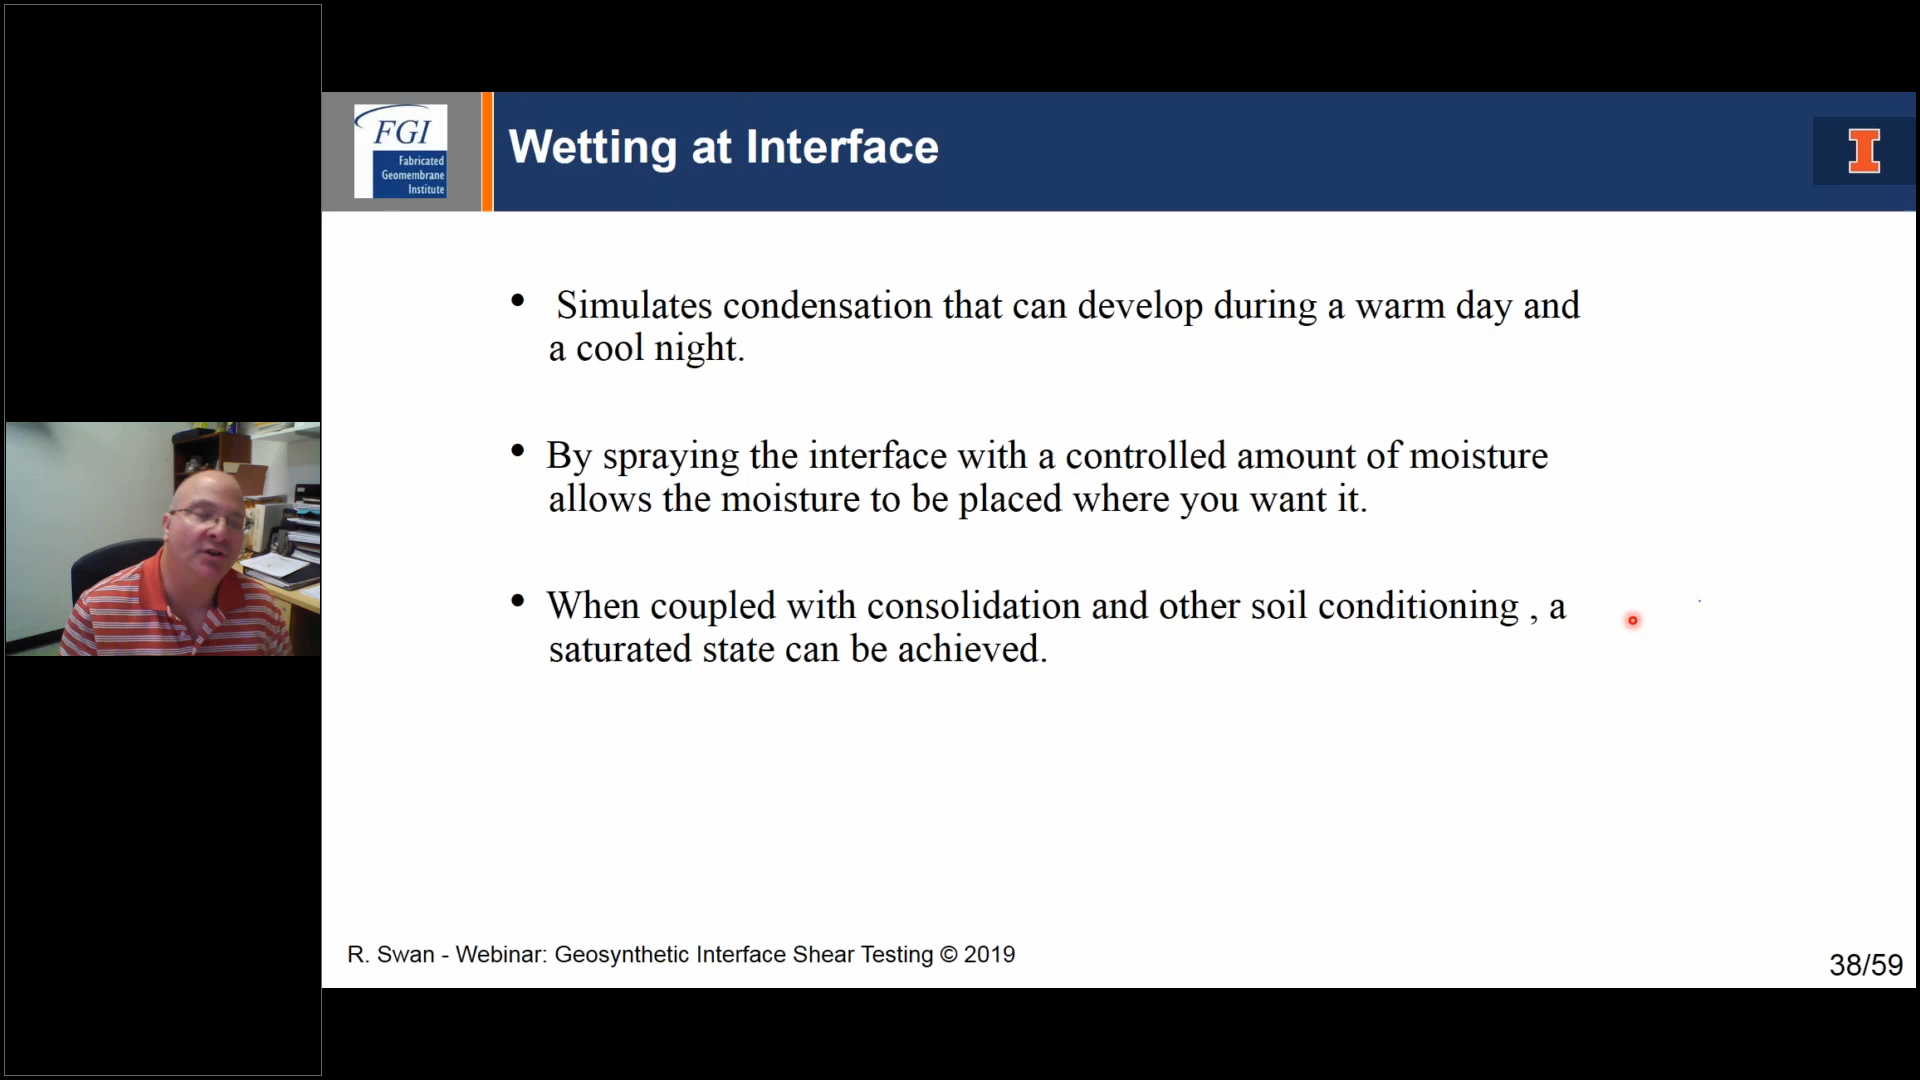 FGI
Fabricated
Geomembrane
Institute
Wetting at Interface
I
• Simulates condensation that can develop during a warm day and
a cool night.
• By spraying the interface with a controlled amount of moisture
allows the moisture to be placed where you want it.
• When coupled with consolidation and other soil conditioning , a
saturated state can be achieved.
R. Swan - Webinar: Geosynthetic Interface Shear Testing © 2019
38/59